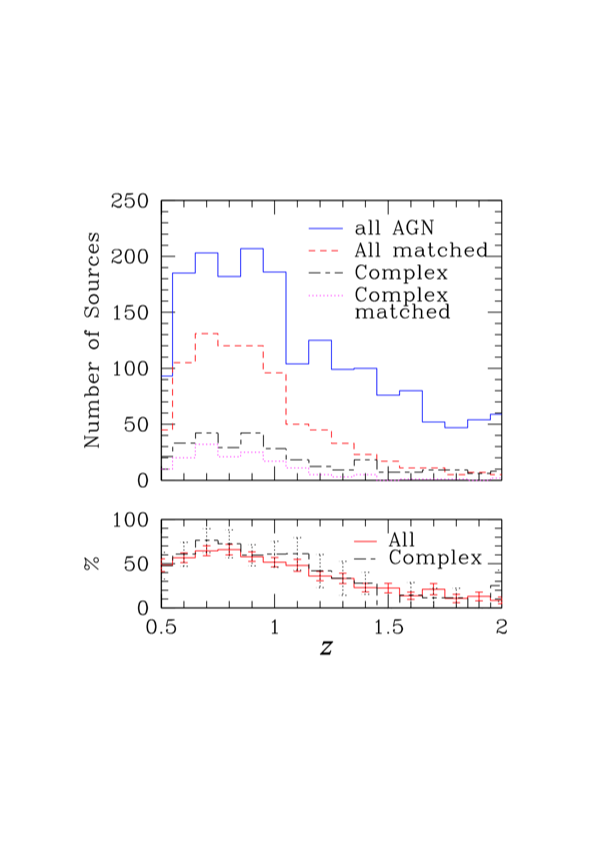 250
200
150
100
50
0
Number of Sources
all AGN
All matched
Complex
Complex
matched
100
50
0
%
All
Complex
0.5 1 1.5 2
z